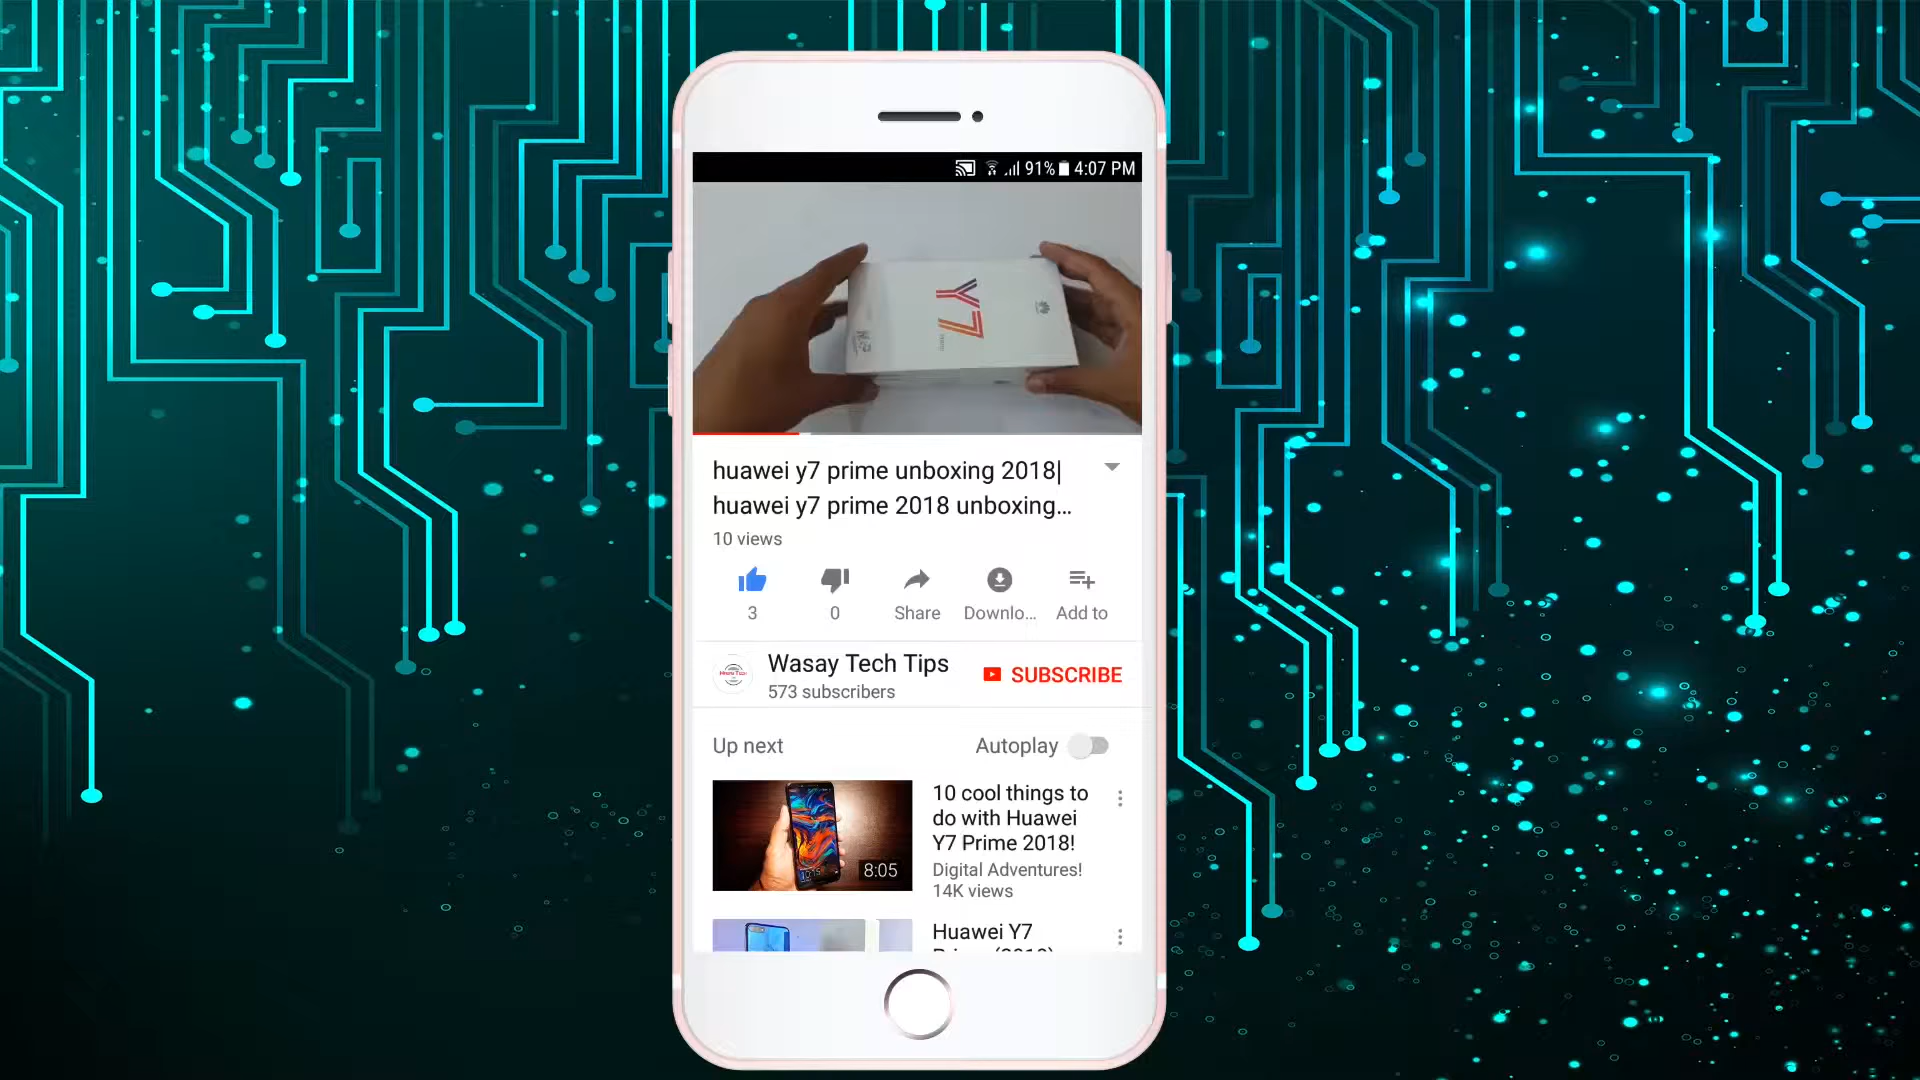 91% 4:07 PM
Y7
huawei y7 prime unboxing 2018|
huawei y7 prime 2018 unboxing...
10 views
3
0
Share
Downlo...
Add to
Wasay Tech Tips
573 subscribers
SUBSCRIBE
Up next
Autoplay
10 cool things to
do with Huawei
Y7 Prime 2018!
Digital Adventures!
14K views
8:05
Huawei Y7